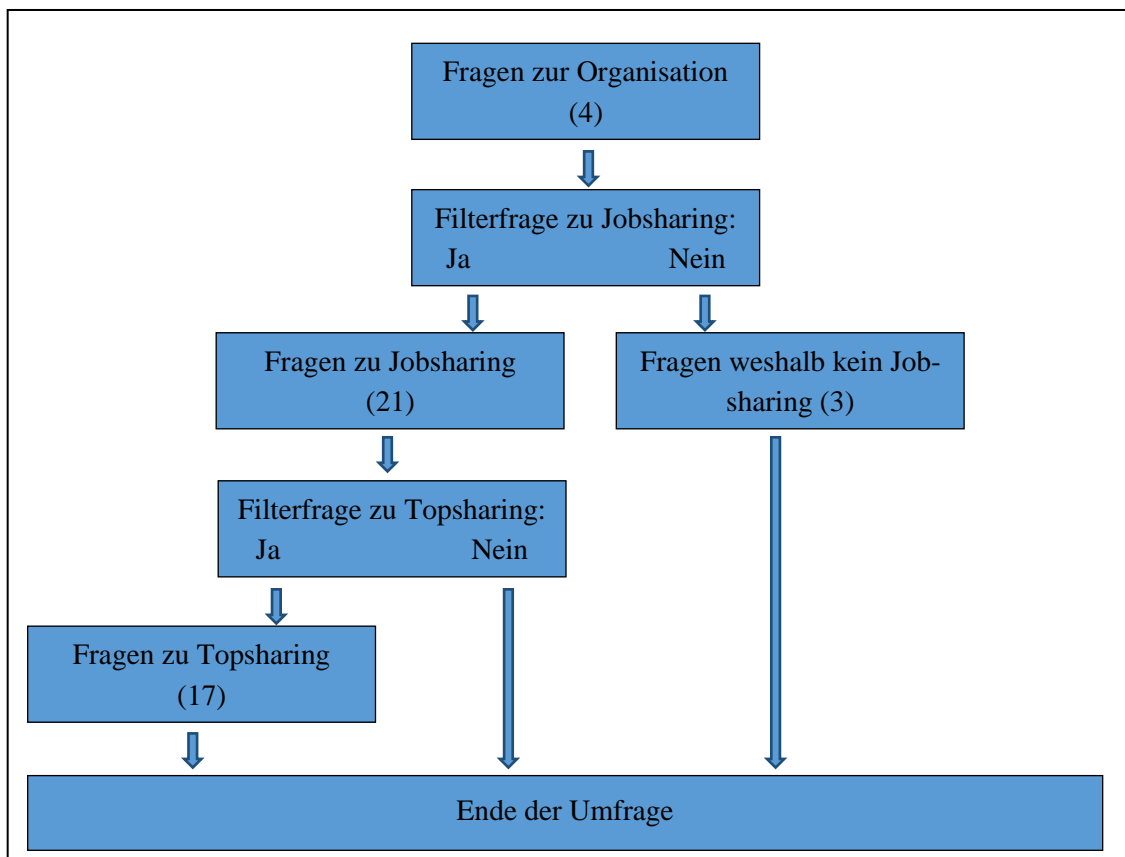 Fragen zur Organisation
(4)
Filterfrage zu Jobsharing:
Ja Nein
Fragen zu Jobsharing
(21)
Fragen weshalb kein Job-
sharing (3)
Filterfrage zu Topsharing:
Ja Nein
Fragen zu Topsharing
(17)
Ende der Umfrage